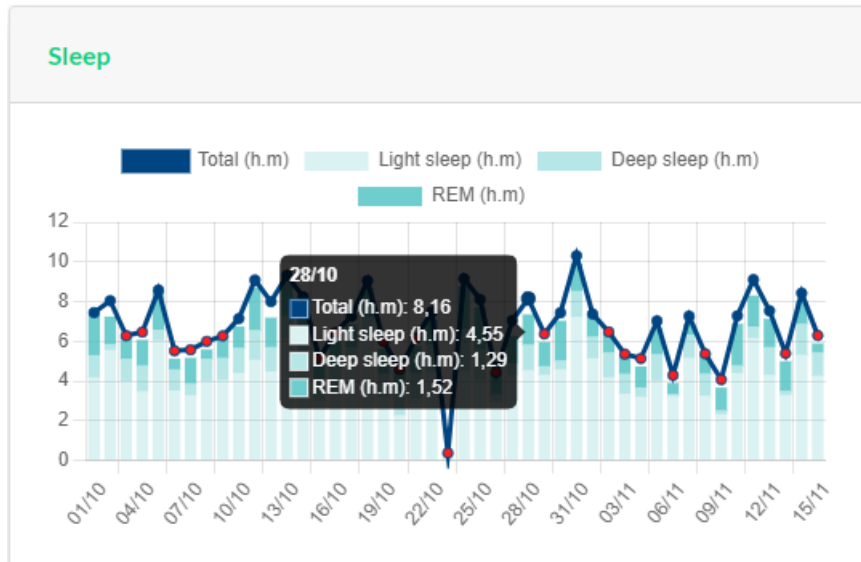 Sleep
Total (h.m) Light sleep (h.m) Deep sleep (h.m)
REM (h.m)
12
10
8
6
4
2
0
28/10
Total (h.m): 8,16
Light sleep (h.m): 4,55
Deep sleep (h.m): 1,29
REM (h.m): 1,52
01/10 04/10 07/10 10/10 13/10 16/10 19/10 22/10 25/10 28/10 31/10 03/11 06/11 09/11 12/11 15/11